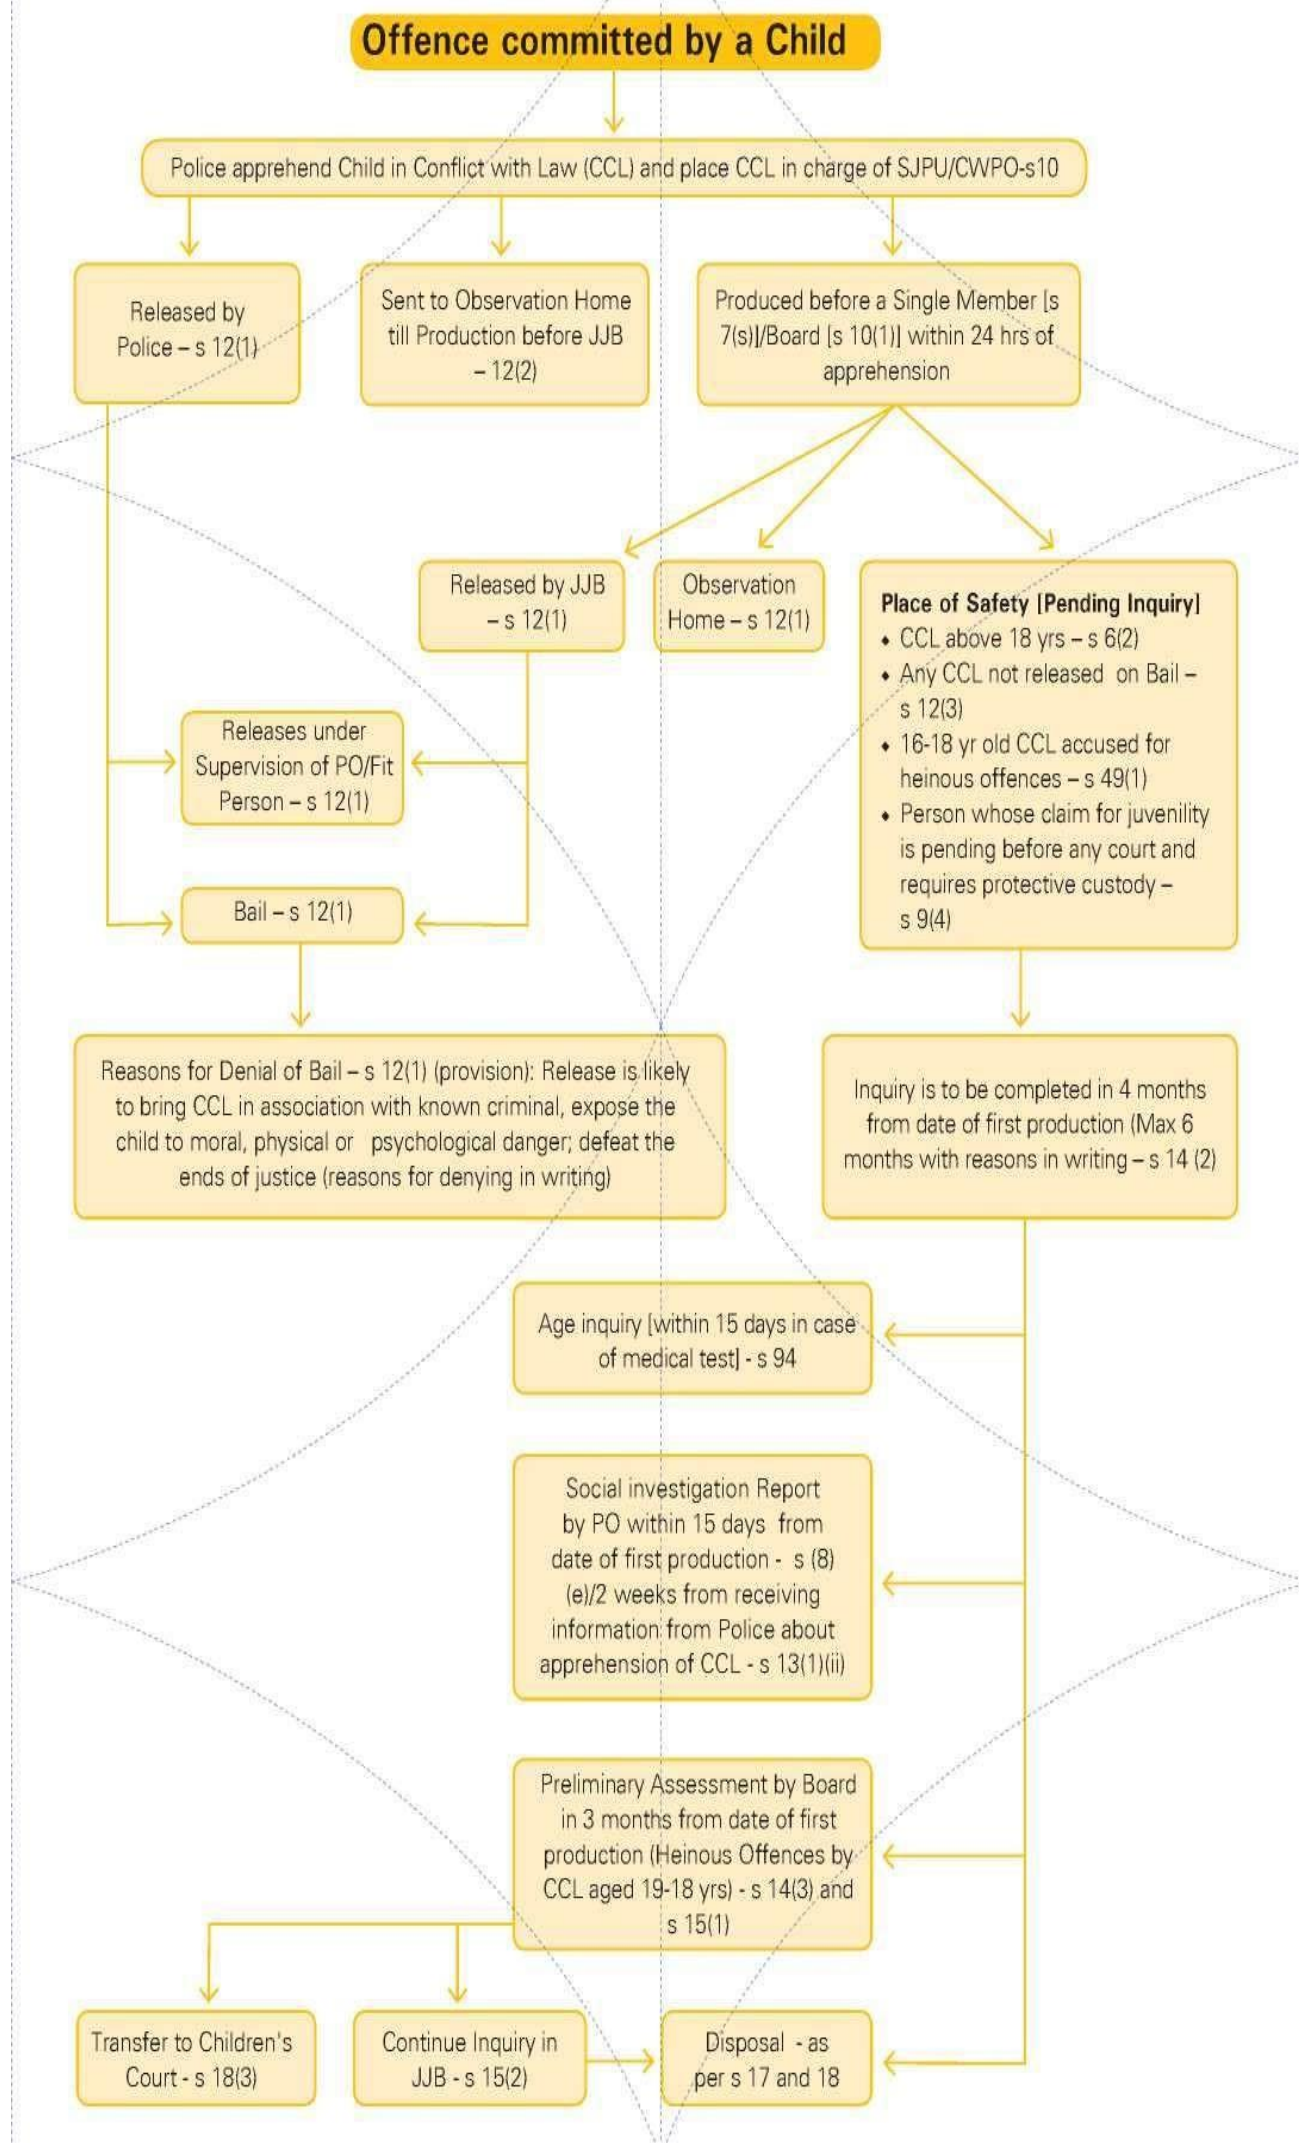 Offence committed by a Child
Police apprehend Child in Conflict with Law (CCL) and place CCL in charge of SJPU/CWPO-s10
Released by
Police – s 12(1)
Sent to Observation Home
till Production before JJB
– 12(2)
Produced before a Single Member [s
7(s)]/Board [s 10(1)] within 24 hrs of
apprehension
Released by JJB
– s 12(1)
Observation
Home – s 12(1)
Place of Safety [Pending Inquiry]
• CCL above 18 yrs – s 6(2)
• Any CCL not released on Bail –
s 12(3)
• 16-18 yr old CCL accused for
heinous offences – s 49(1)
• Person whose claim for juvenility
is pending before any court and
requires protective custody –
s 9(4)
Releases under
Supervision of PO/Fit
Person – s 12(1)
Bail – s 12(1)
Reasons for Denial of Bail – s 12(1) (provision): Release is likely
to bring CCL in association with known criminal, expose the
child to moral, physical or psychological danger; defeat the
ends of justice (reasons for denying in writing)
Inquiry is to be completed in 4 months
from date of first production (Max 6
months with reasons in writing – s 14 (2)
Age inquiry [within 15 days in case
of medical test] - s 94
Social investigation Report
by PO within 15 days from
date of first production - s (8)
(e)/2 weeks from receiving
information from Police about
apprehension of CCL - s 13(1)(ii)
Preliminary Assessment by Board
in 3 months from date of first
production (Heinous Offences by
CCL aged 19-18 yrs) - s 14(3) and
s 15(1)
Transfer to Children's
Court - s 18(3)
Continue Inquiry in
JJB - s 15(2)
Disposal - as
per s 17 and 18